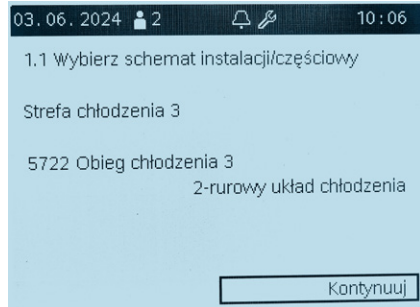 03.06.2024 2 10:06
1.1 Wybierz schemat instalacji/częściowy
Strefa chłodzenia 3
5722 Obieg chłodzenia 3
2-rurowy układ chłodzenia
Kontynuuj